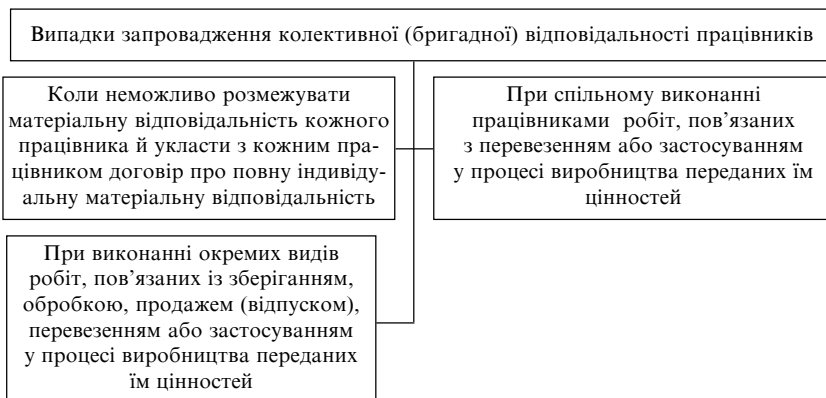 Випадки запровадження колективної (бригадної) відповідальності працівників
Коли неможливо розмежувати
матеріальну відповідальність кожного
працівника й укласти з кожним пра-
цівником договір про повну індивіду-
альну матеріальну відповідальність
При спільному виконанні
працівниками робіт, пов’язаних
з перевезенням або застосуванням
у процесі виробництва переданих їм
цінностей
При виконанні окремих видів
робіт, пов’язаних із зберіганням,
обробкою, продажем (відпуском),
перевезенням або застосуванням
у процесі виробництва переданих
їм цінностей